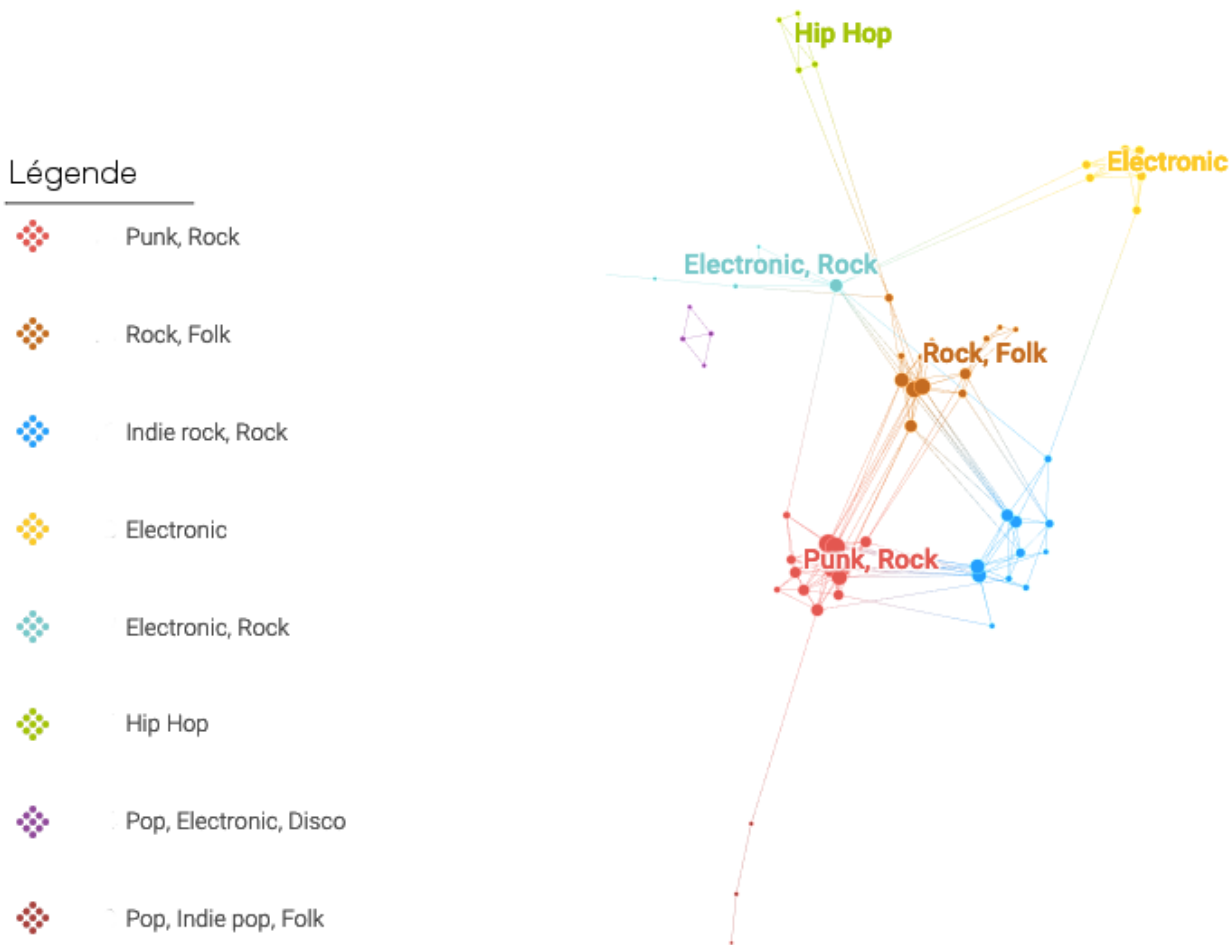 Légende
Punk, Rock
Rock, Folk
Indie rock, Rock
Electronic
Electronic, Rock
Hip Hop
Pop, Electronic, Disco
Pop, Indie pop, Folk
Hip Hop
Electronic
Electronic, Rock
Rock, Folk
Punk, Rock